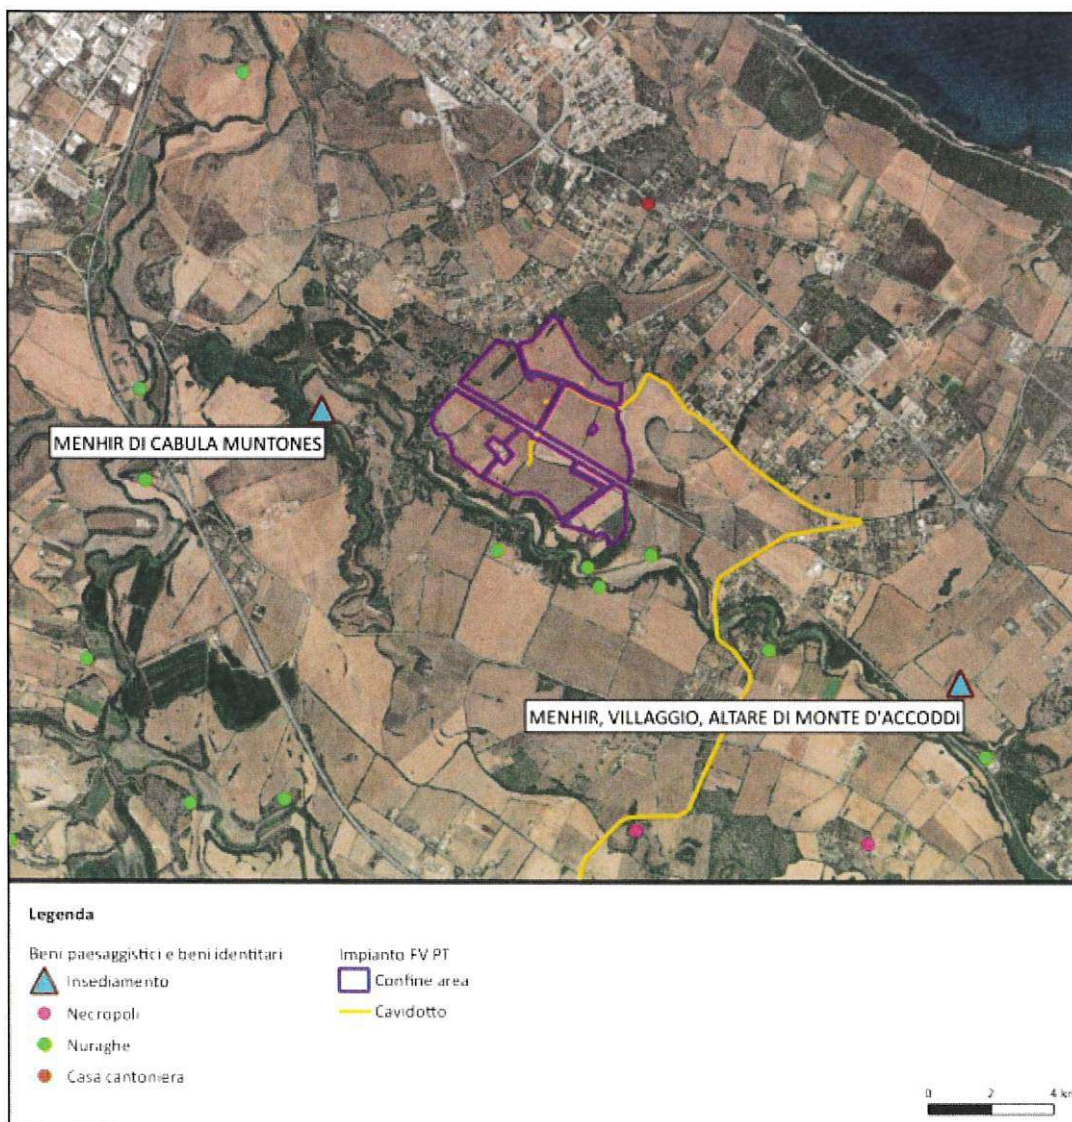 MENHIR DI CABULA MUNTONES
MENHIR, VILLAGGIO, ALTARE DI MONTE D'ACCODDI
Legenda
Beni paesaggistici e beni identitari
Insediamento
Necropoli
Nuraghe
Casa cantoniera
Impianto FV PT
Confine area
Cavidotto
0 2 4 km